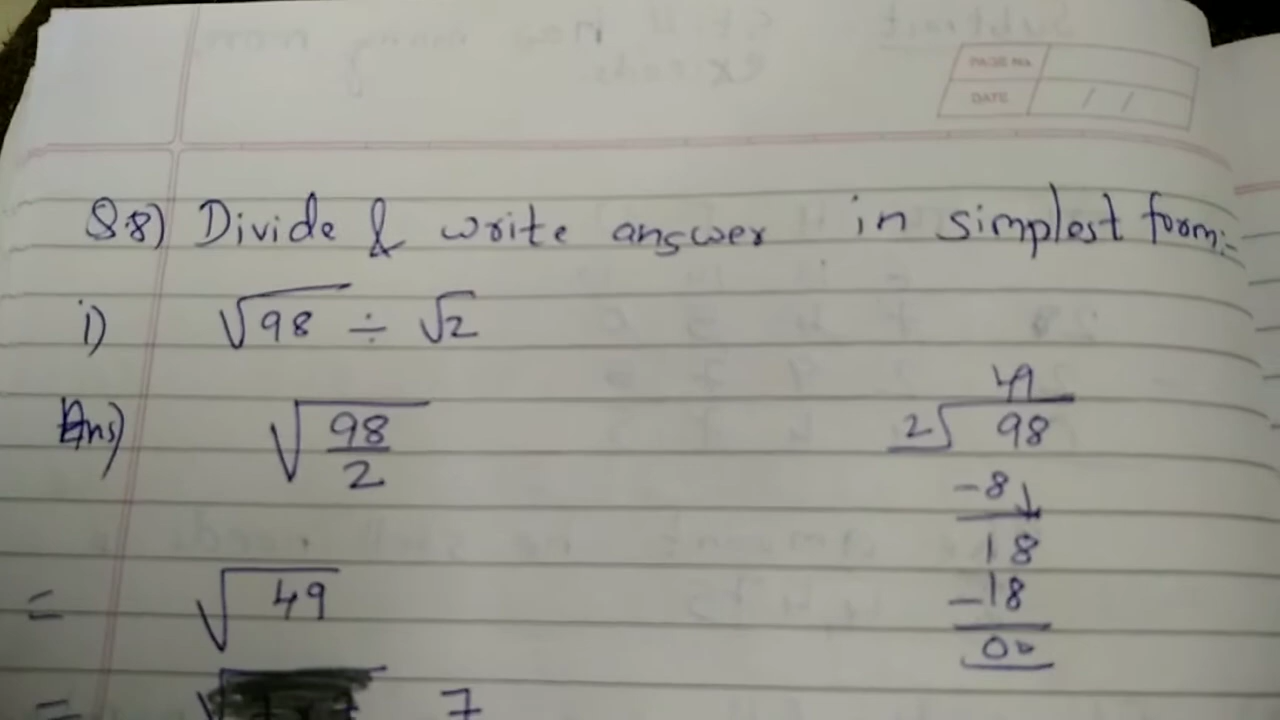 PAGE No.
DATE / /
Q.8) Divide & write answer in simplest form:-
i) √98 ÷ √2
Ans) √98/2
49
2) 98
-8↓
18
-18
00
= √49
= 7